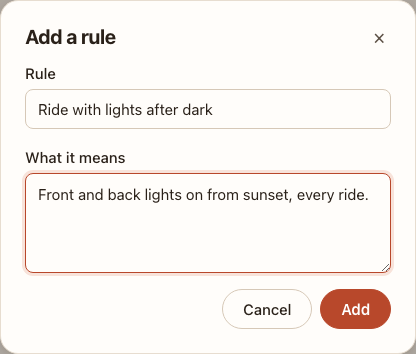 Add a rule
×
Rule
Ride with lights after dark
What it means
Front and back lights on from sunset, every ride.
Cancel
Add